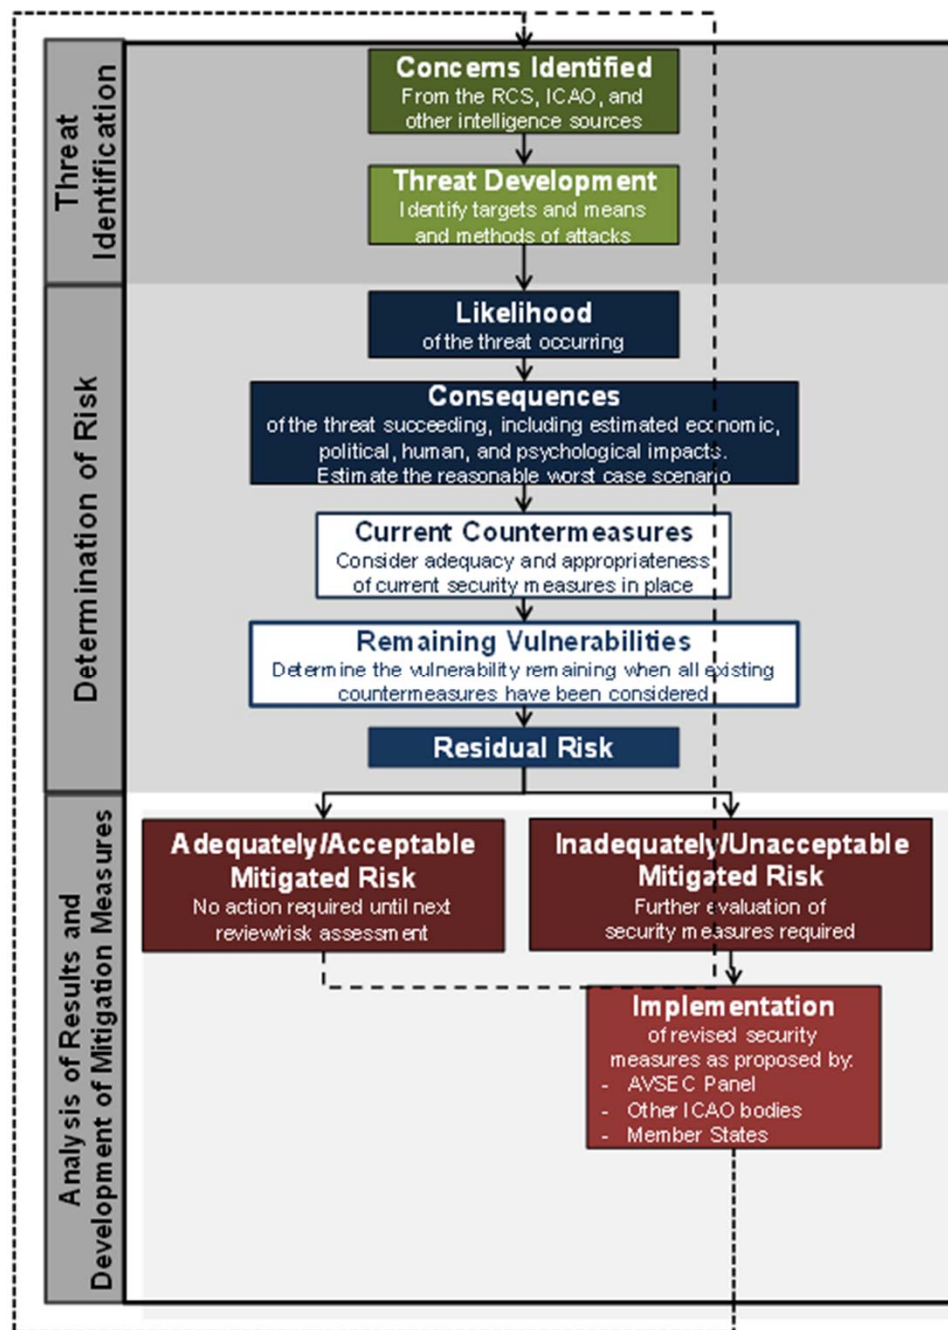 Threat
Identification
Concerns Identified
From the RCS, ICAO, and
other intelligence sources
Threat Development
Identify targets and means
and methods of attacks
Determination of Risk
Likelihood
of the threat occurring
Consequences
of the threat succeeding, including estimated economic,
political, human, and psychological impacts.
Estimate the reasonable worst case scenario
Current Countermeasures
Consider adequacy and appropriateness
of current security measures in place
Remaining Vulnerabilities
Determine the vulnerability remaining when all existing
countermeasures have been considered
Residual Risk
Analysis of Results and
Development of Mitigation Measures
Adequately/Acceptable
Mitigated Risk
No action required until next
review/risk assessment
Inadequately/Unacceptable
Mitigated Risk
Further evaluation of
security measures required
Implementation
of revised security
measures as proposed by:
- AVSEC Panel
- Other ICAO bodies
- Member States